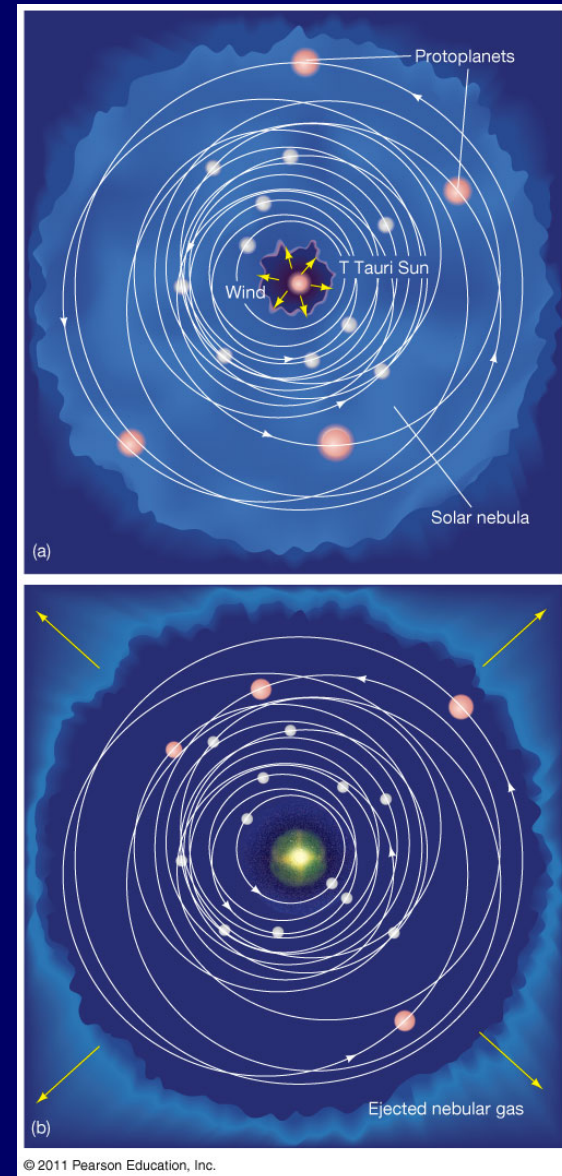 Protoplanets
T Tauri Sun
Wind
Solar nebula
(a)
Ejected nebular gas
(b)
© 2011 Pearson Education, Inc.